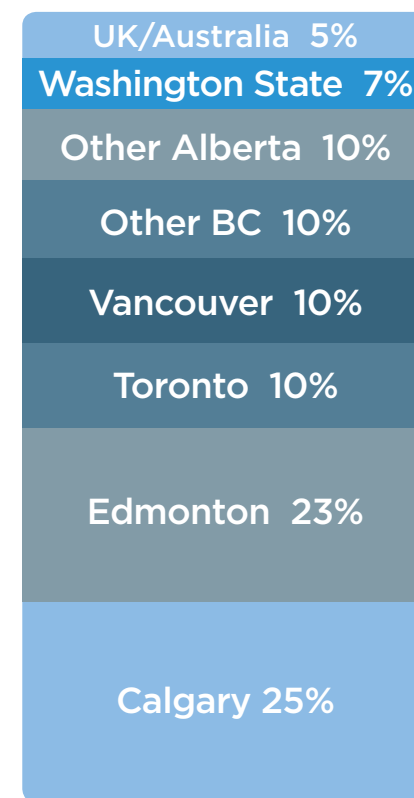 UK/Australia 5%
Washington State 7%
Other Alberta 10%
Other BC 10%
Vancouver 10%
Toronto 10%
Edmonton 23%
Calgary 25%